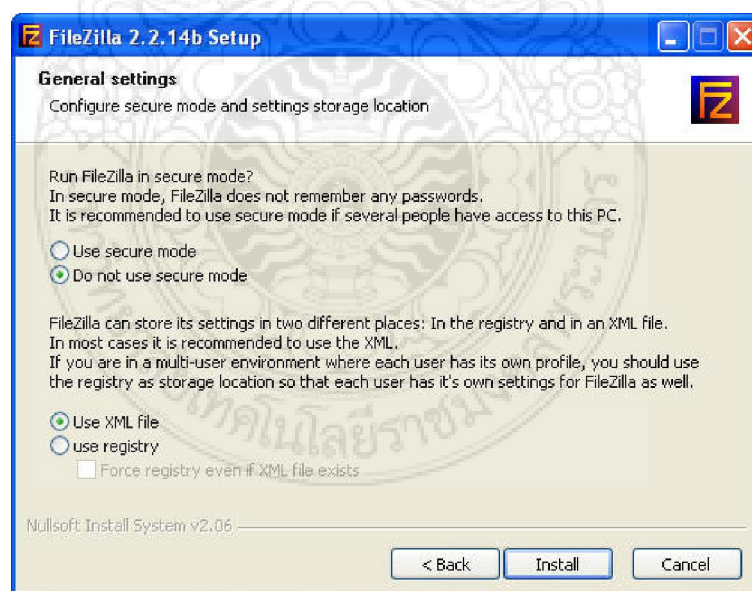 FileZilla 2.2.14b Setup
General settings
Configure secure mode and settings storage location
FZ
Run FileZilla in secure mode?
In secure mode, FileZilla does not remember any passwords.
It is recommended to use secure mode if several people have access to this PC.
Use secure mode
Do not use secure mode
FileZilla can store its settings in two different places: In the registry and in an XML file.
In most cases it is recommended to use the XML.
If you are in a multi-user environment where each user has its own profile, you should use
the registry as storage location so that each user has it's own settings for FileZilla as well.
Use XML file
use registry
Force registry even if XML file exists
Nullsoft Install System v2.06
< Back
Install
Cancel